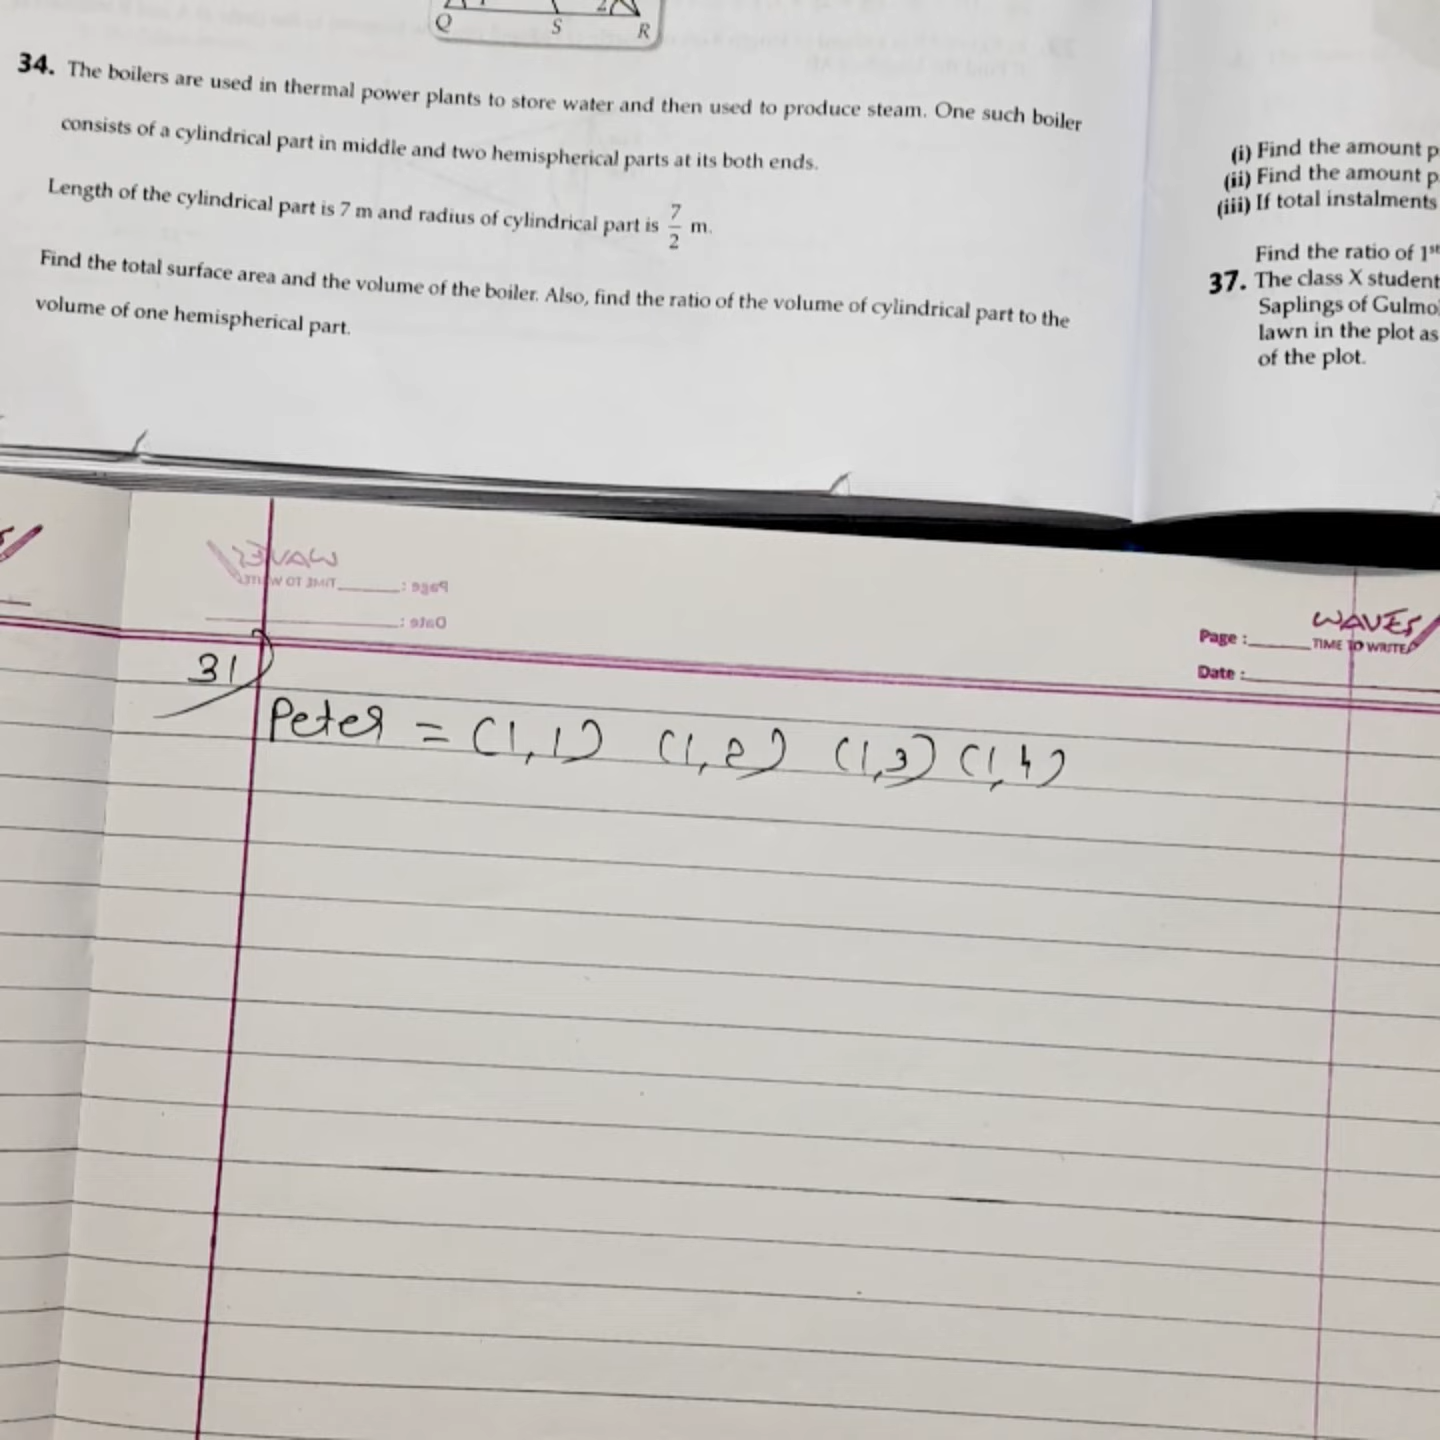 Q S 2 R
34. The boilers are used in thermal power plants to store water and then used to produce steam. One such boiler
consists of a cylindrical part in middle and two hemispherical parts at its both ends.
Length of the cylindrical part is 7 m and radius of cylindrical part is 7/2 m.
Find the total surface area and the volume of the boiler. Also, find the ratio of the volume of cylindrical part to the
volume of one hemispherical part.
(i) Find the amount p
(ii) Find the amount p
(iii) If total instalments
Find the ratio of 1st
37. The class X student
Saplings of Gulmo
lawn in the plot as
of the plot.
WAVES
TIME TO WRITE
Page :
Date :
WAVES
TIME TO WRITE
Page :
Date :
31)
Peter = (1,1) (1,2) (1,3) (1,4)